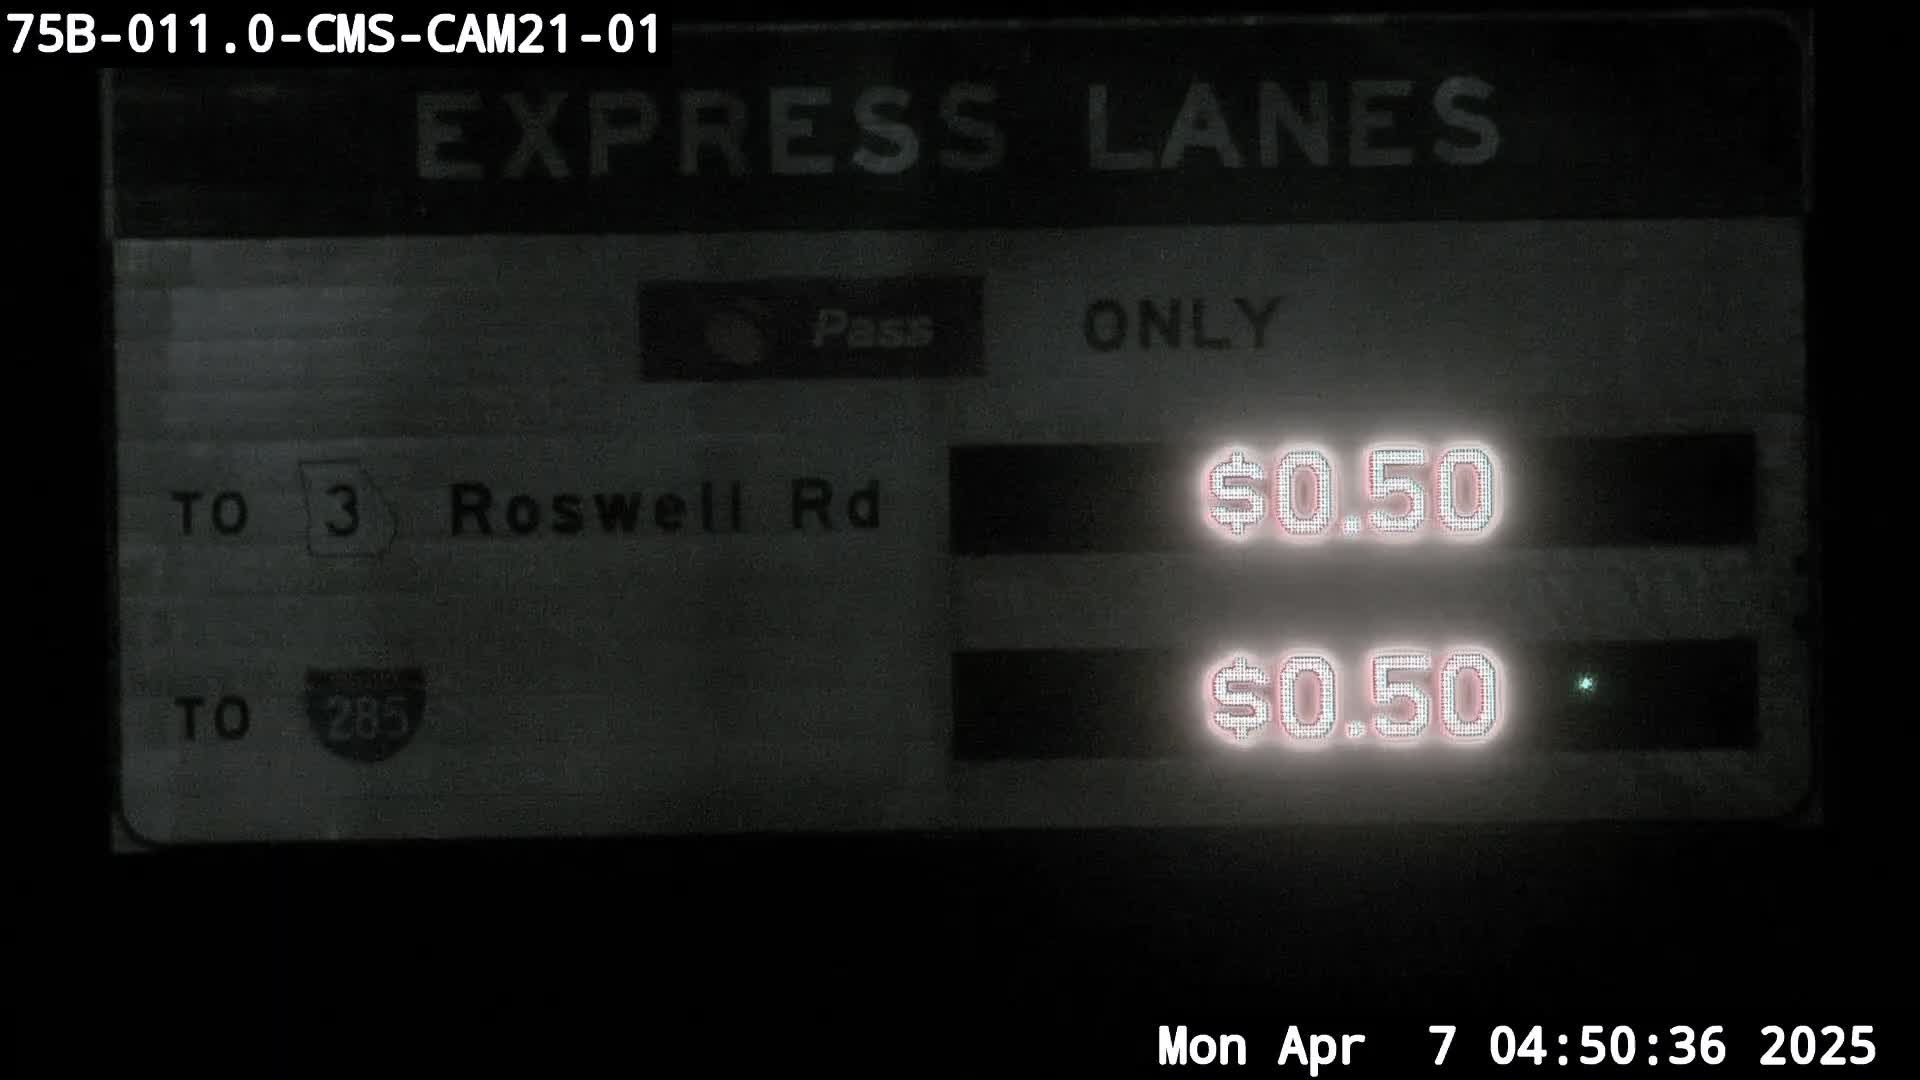 75B-011.0-CMS-CAM21-01
EXPRESS LANES
Pass ONLY
TO 3 Roswell Rd $0.50
TO 285 $0.50
Mon Apr 7 04:50:36 2025